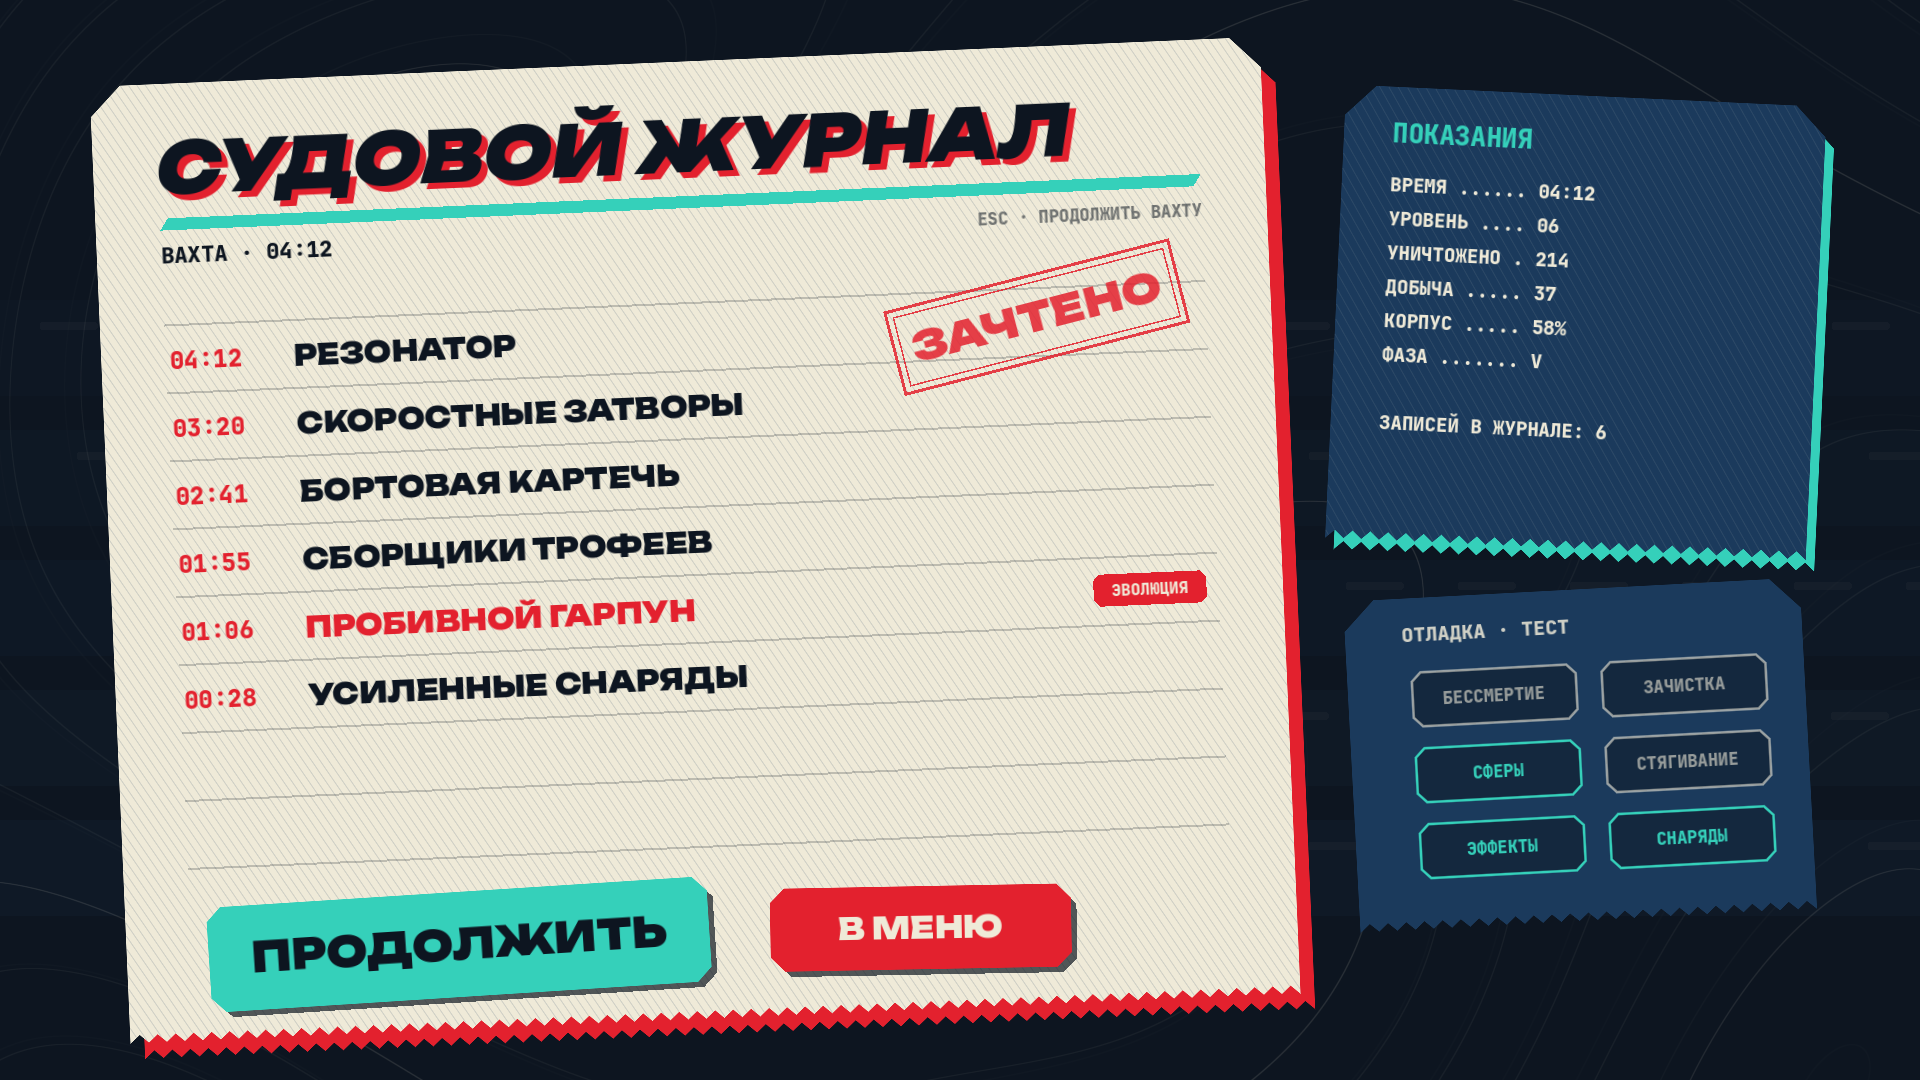 СУДОВОЙ ЖУРНАЛ
ESC · ПРОДОЛЖИТЬ ВАХТУ
ВАХТА · 04:12
ЗАЧТЕНО
04:12 РЕЗОНАТОР
03:20 СКОРОСТНЫЕ ЗАТВОРЫ
02:41 БОРТОВАЯ КАРТЕЧЬ
01:55 СБОРЩИКИ ТРОФЕЕВ
01:06 ПРОБИВНОЙ ГАРПУН ЭВОЛЮЦИЯ
00:28 УСИЛЕННЫЕ СНАРЯДЫ
ПРОДОЛЖИТЬ
В МЕНЮ
ПОКАЗАНИЯ
ВРЕМЯ ...... 04:12
УРОВЕНЬ .... 06
УНИЧТОЖЕНО . 214
ДОБЫЧА ..... 37
КОРПУС ..... 58%
ФАЗА ....... V
ЗАПИСЕЙ В ЖУРНАЛЕ: 6
ОТЛАДКА · ТЕСТ
БЕССМЕРТИЕ ЗАЧИСТКА
СФЕРЫ СТЯГИВАНИЕ
ЭФФЕКТЫ СНАРЯДЫ